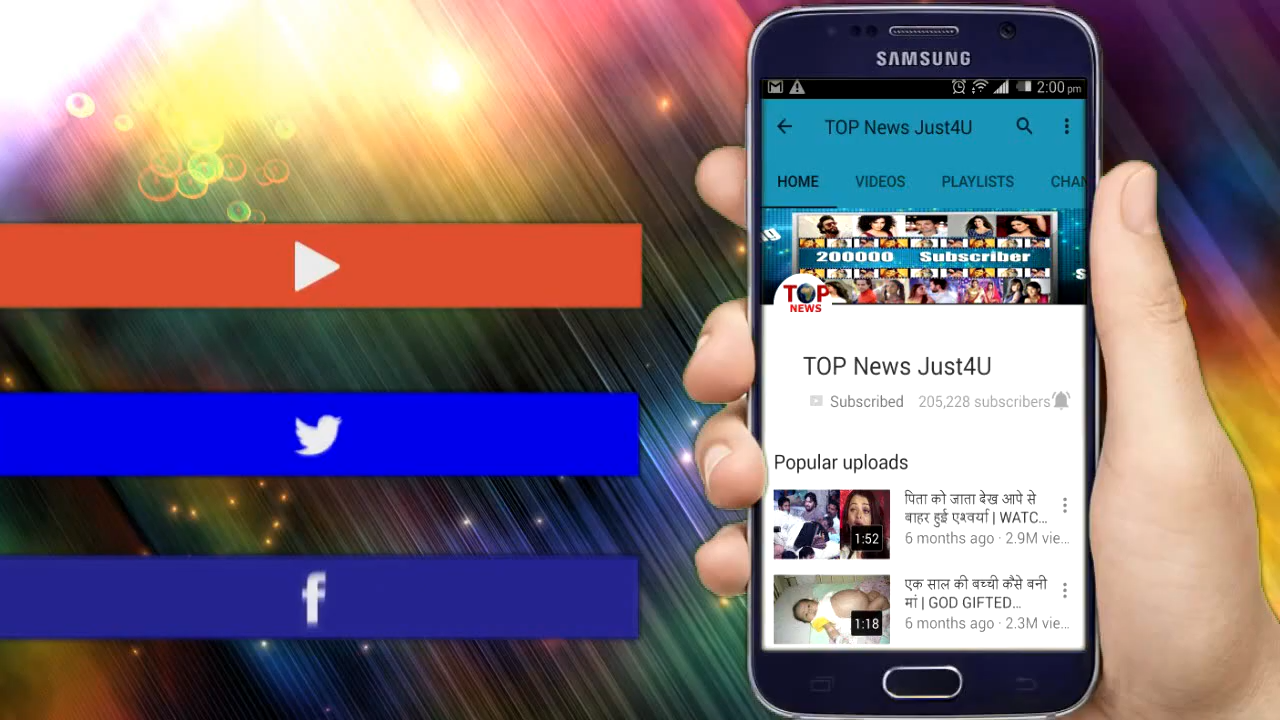 SAMSUNG
2:00 pm
TOP News Just4U
HOME VIDEOS PLAYLISTS CHAN
200000 Subscriber
TOP
NEWS
TOP News Just4U
Subscribed 205,228 subscribers
Popular uploads
पिता को जाता देख आपे से
बाहर हुई एश्वर्या | WATC...
6 months ago · 2.9M vie...
1:52
एक साल की बच्ची कैसे बनी
मां | GOD GIFTED...
6 months ago · 2.3M vie...
1:18